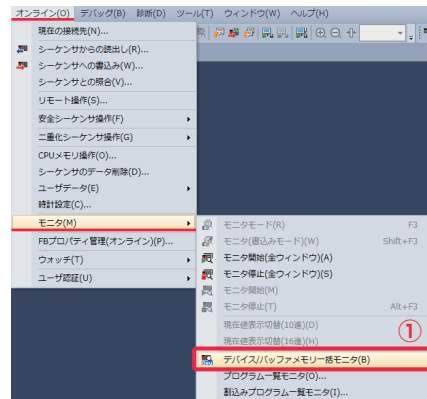 オンライン(O) デバッグ(B) 診断(D) ツール(T) ウィンドウ(W) ヘルプ(H)
現在の接続先(N)...
シーケンサからの読出し(R)...
シーケンサへの書込み(W)...
シーケンサとの照合(V)...
リモート操作(S)...
安全シーケンサ操作(F)
二重化シーケンサ操作(G)
CPUメモリ操作(O)...
シーケンサのデータ削除(D)...
ユーザデータ(E)
時計設定(C)...
モニタ(M)
FBプロパティ管理(オンライン)(P)...
ウォッチ(T)
ユーザ認証(U)
モニタモード(R) F3
モニタ(書込みモード)(W) Shift+F3
モニタ開始(全ウィンドウ)(A)
モニタ停止(全ウィンドウ)(S)
モニタ開始(M)
モニタ停止(T) Alt+F3
現在値表示切替(10進)(D)
現在値表示切替(16進)(H)
①
デバイス/バッファメモリ一括モニタ(B)
プログラム一覧モニタ(O)...
割込みプログラム一覧モニタ(I)...